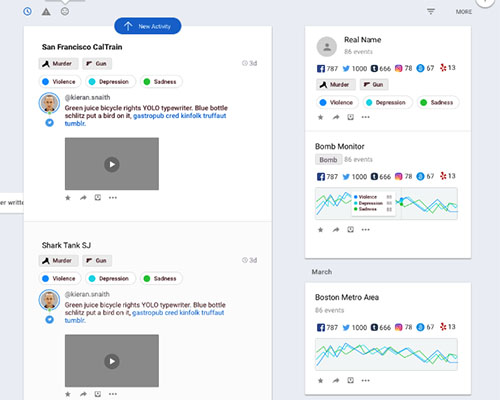 MORE
New Activity
San Francisco CalTrain
Murder
Gun
3d
Violence
Depression
Sadness
@kieran.snaith
Green juice bicycle rights YOLO typewriter. Blue bottle
schlitz put a bird on it, gastropub cred kinfolk truffaut
tumblr.
Shark Tank SJ
Murder
Gun
3d
Violence
Depression
Sadness
@kieran.snaith
Green juice bicycle rights YOLO typewriter. Blue bottle
schlitz put a bird on it, gastropub cred kinfolk truffaut
tumblr.
er writte
Real Name
86 events
787 1000 666 78 67 13
Murder
Gun
Violence
Depression
Sadness
Bomb Monitor
Bomb 86 events
787 1000 666 78 67 13
Violence
Depression
Sadness
March
Boston Metro Area
86 events
787 1000 666 78 67 13